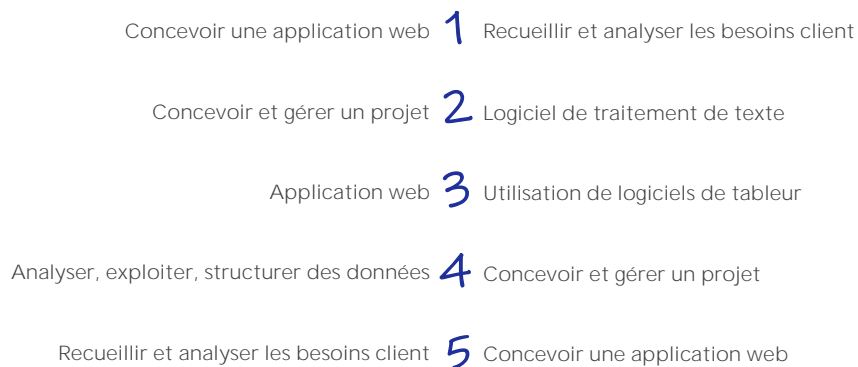 Concevoir une application web 1 Recueillir et analyser les besoins client
Concevoir et gérer un projet 2 Logiciel de traitement de texte
Application web 3 Utilisation de logiciels de tableur
Analyser, exploiter, structurer des données 4 Concevoir et gérer un projet
Recueillir et analyser les besoins client 5 Concevoir une application web